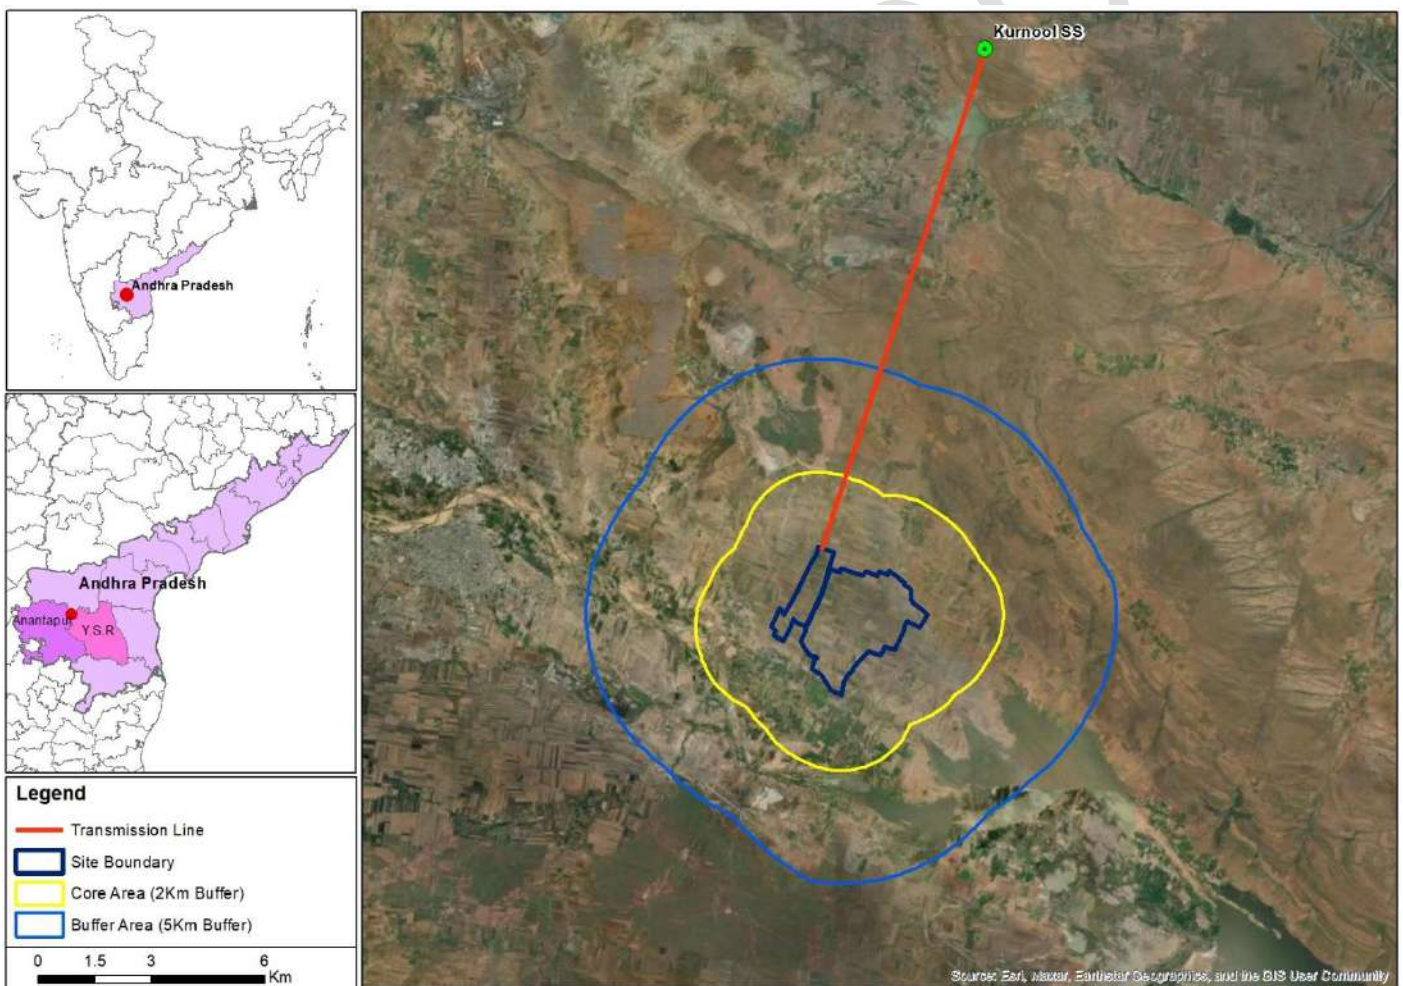 Andhra Pradesh
Andhra Pradesh
Anantapur
Y.S.R
Legend
Transmission Line
Site Boundary
Core Area (2Km Buffer)
Buffer Area (5Km Buffer)
0 1.5 3 6
Km
Kurnool SS
Source: Esri, Maxar, Earthstar Geographics, and the GIS User Community